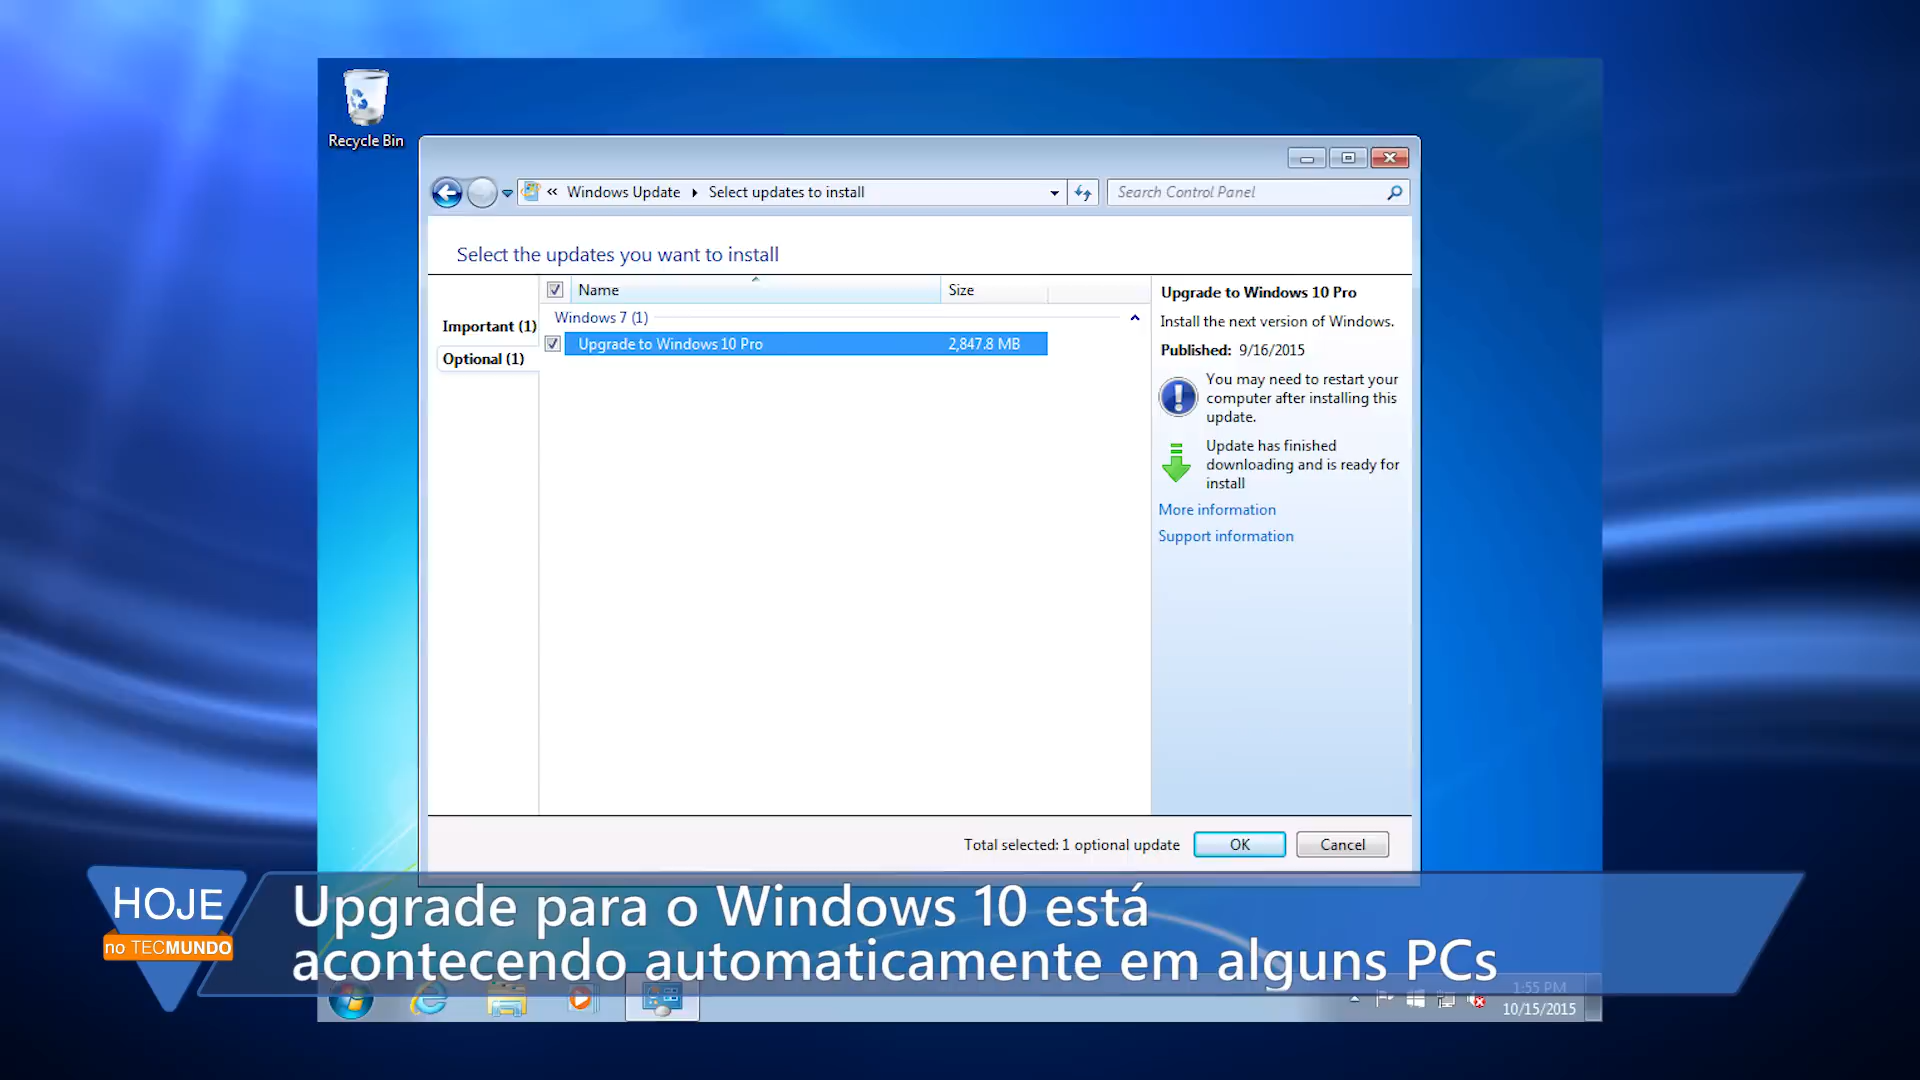 Recycle Bin
« Windows Update ▸ Select updates to install
Search Control Panel
Select the updates you want to install
Name Size
Important (1)
Optional (1)
Windows 7 (1)
Upgrade to Windows 10 Pro 2,847.8 MB
Upgrade to Windows 10 Pro
Install the next version of Windows.
Published: 9/16/2015
You may need to restart your
computer after installing this
update.
Update has finished
downloading and is ready for
install
More information
Support information
Total selected: 1 optional update
OK
Cancel
HOJE
no TECMUNDO
Upgrade para o Windows 10 está
acontecendo automaticamente em alguns PCs
1:55 PM
10/15/2015